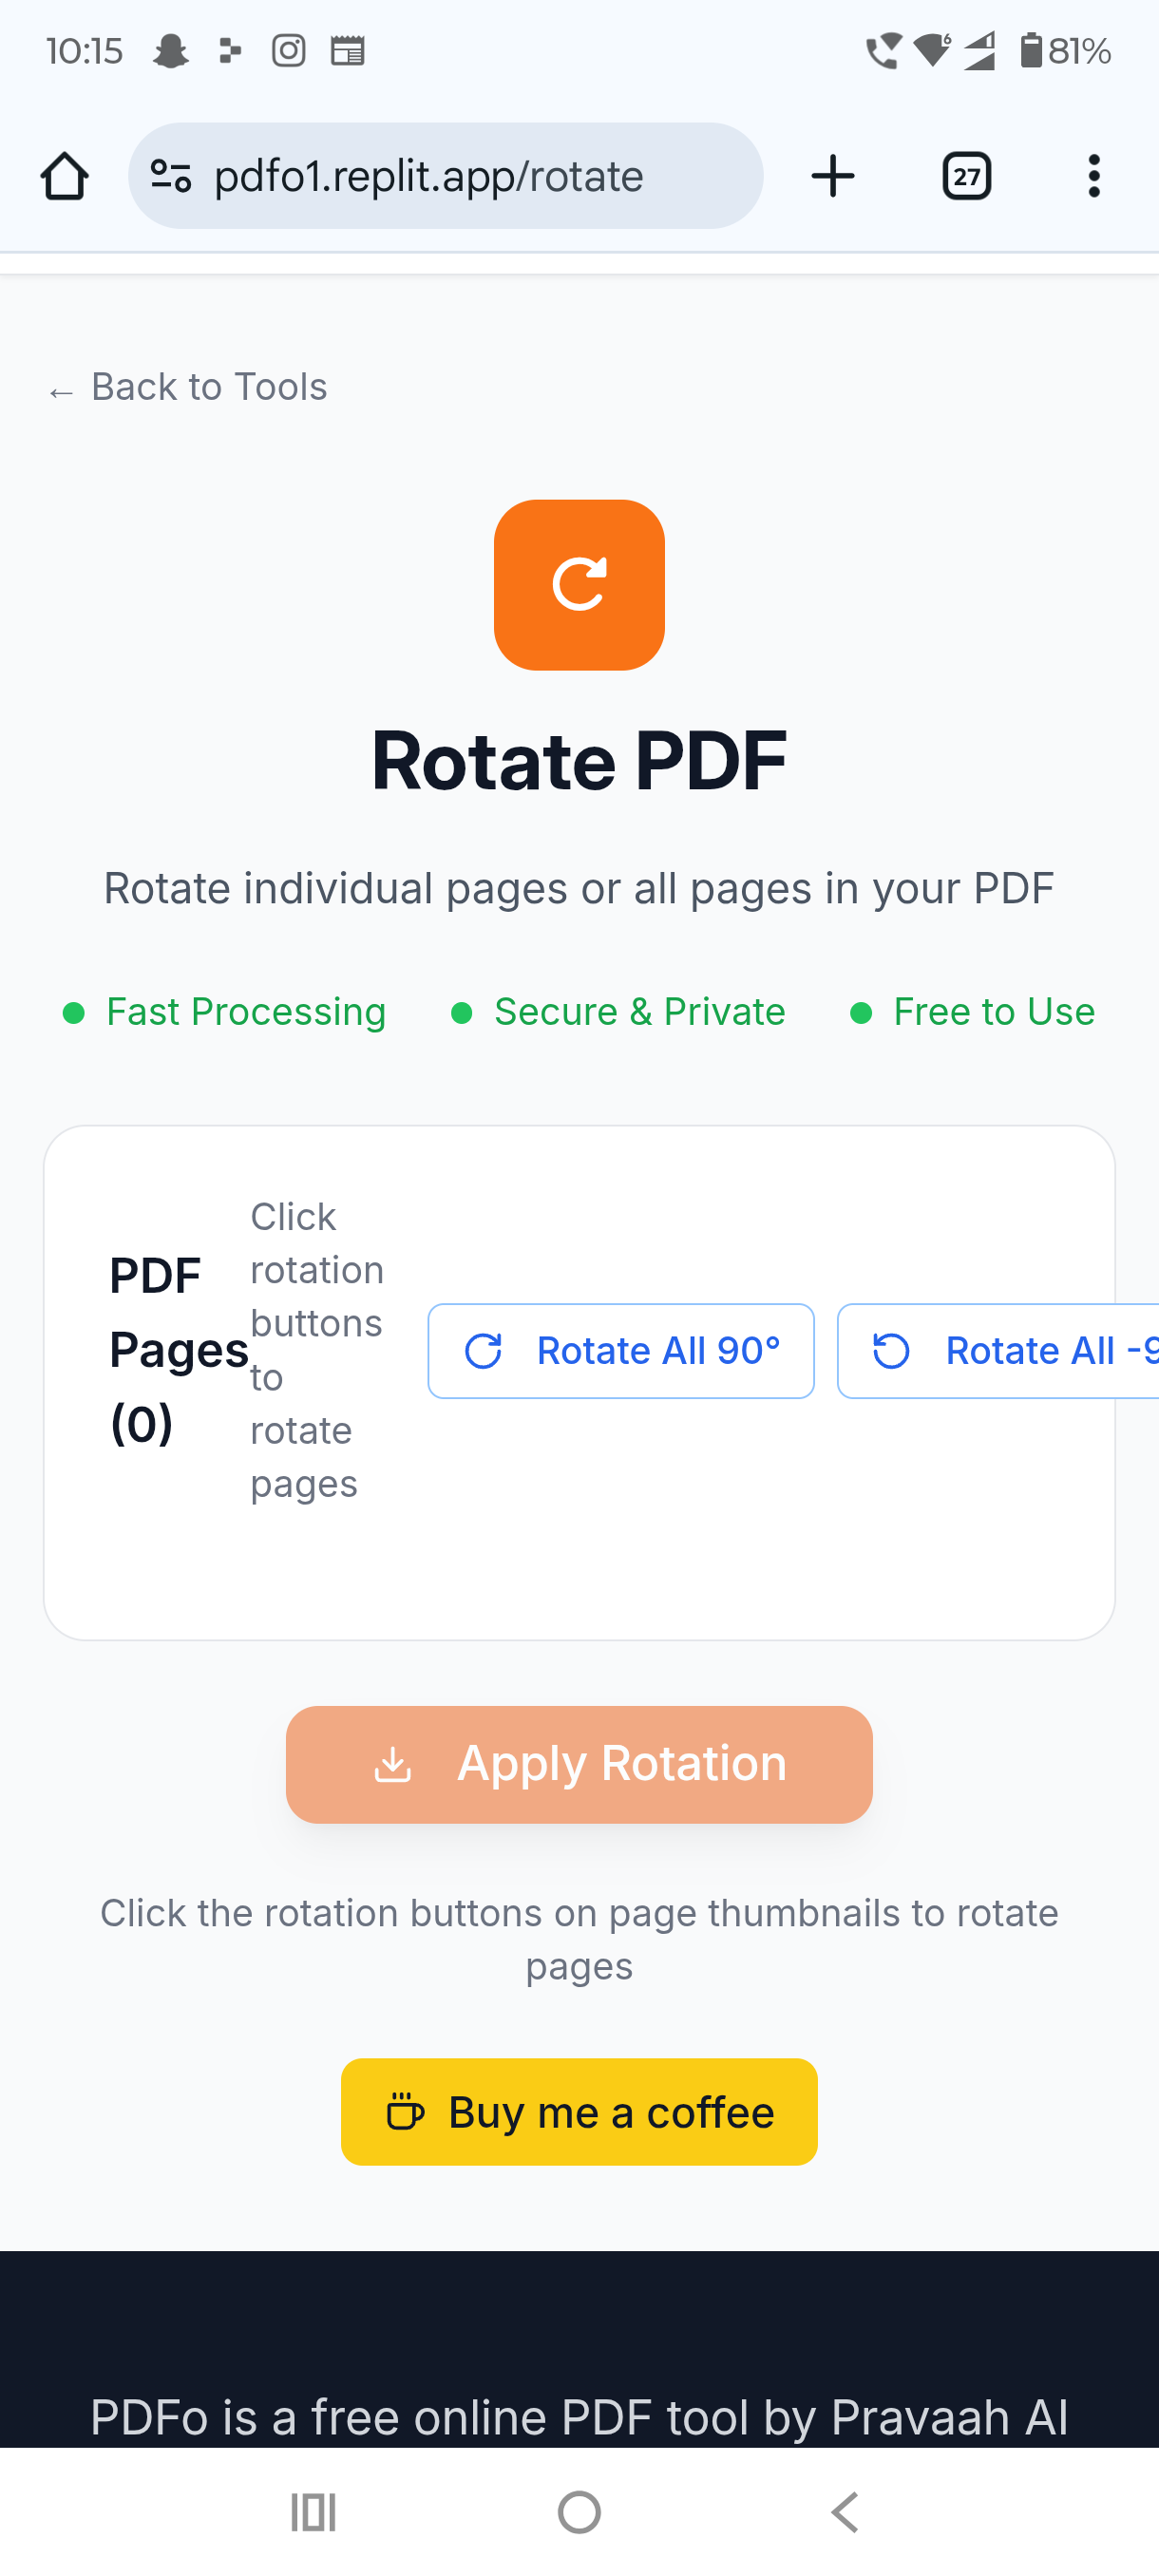 10:15
6
81%
pdfo1.replit.app/rotate
27
← Back to Tools
Rotate PDF
Rotate individual pages or all pages in your PDF
Fast Processing
Secure & Private
Free to Use
PDF
Pages
(0)
Click
rotation
buttons
to
rotate
pages
Rotate All 90°
Rotate All -9
Apply Rotation
Click the rotation buttons on page thumbnails to rotate
pages
Buy me a coffee
PDFo is a free online PDF tool by Pravaah AI